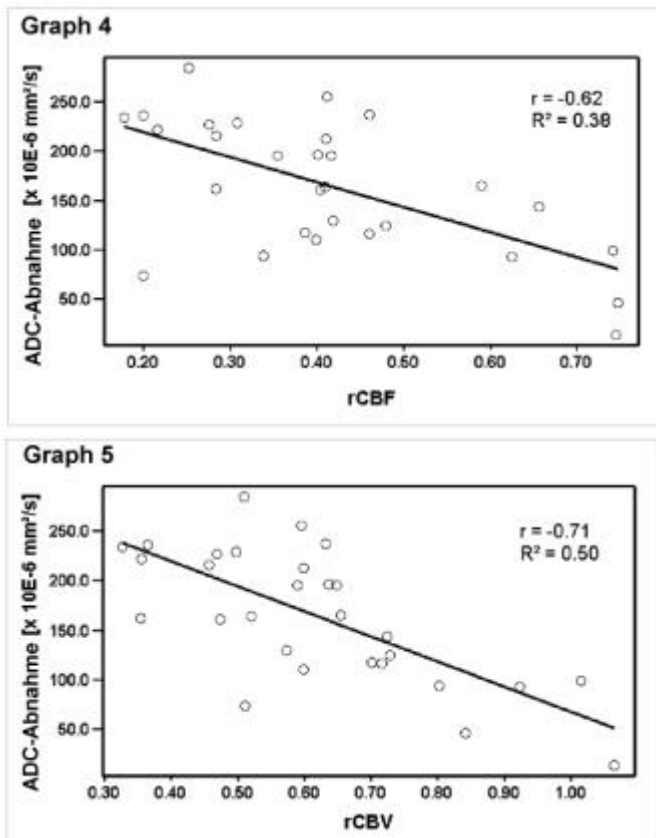 Graph 4
ADC-Abnahme [x 10E-6 mm²/s]
250.0
200.0
150.0
100.0
50.0
r = -0.62
R² = 0.38
0.20 0.30 0.40 0.50 0.60 0.70
rCBF
Graph 5
ADC-Abnahme [x 10E-6 mm²/s]
250.0
200.0
150.0
100.0
50.0
r = -0.71
R² = 0.50
0.30 0.40 0.50 0.60 0.70 0.80 0.90 1.00
rCBV